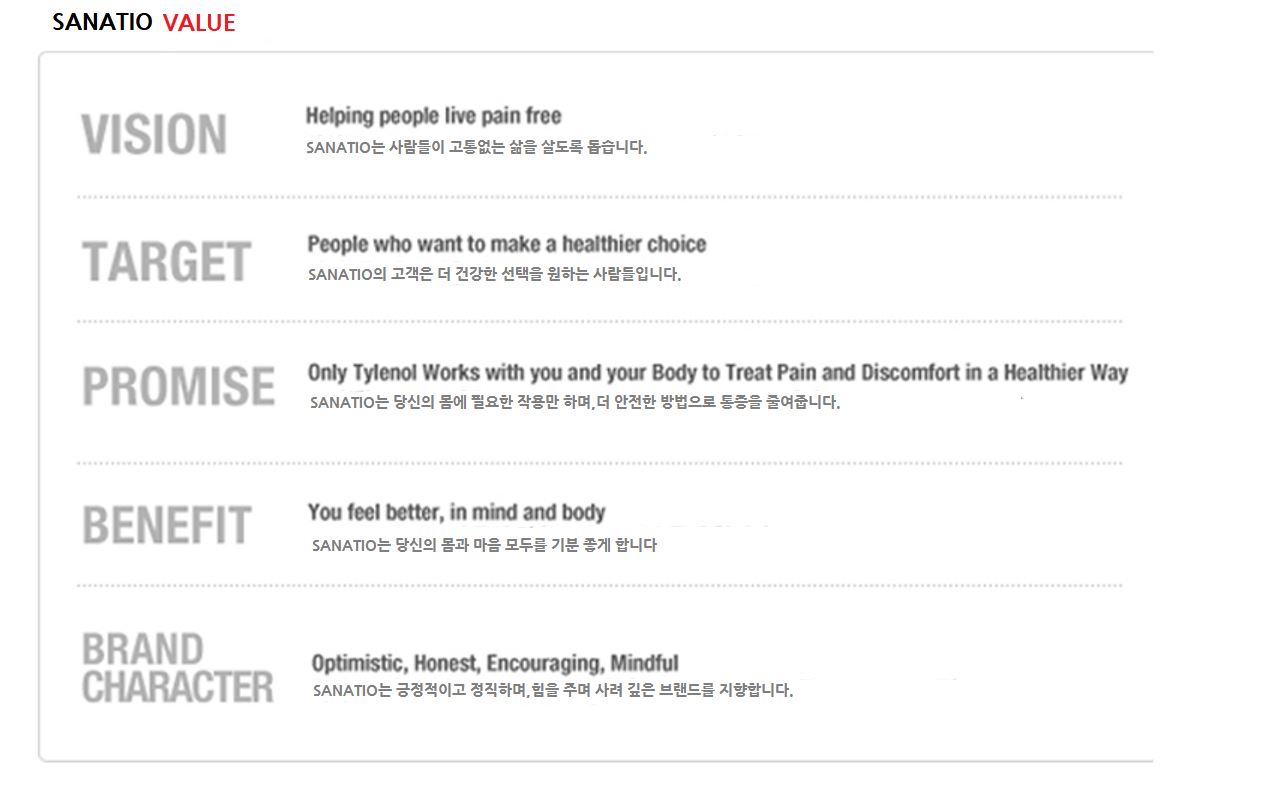 SANATIO VALUE
VISION
Helping people live pain free
SANATIO는 사람들이 고통없는 삶을 살도록 돕습니다.
TARGET
People who want to make a healthier choice
SANATIO의 고객은 더 건강한 선택을 원하는 사람들입니다.
PROMISE
Only Tylenol Works with you and your Body to Treat Pain and Discomfort in a Healthier Way
SANATIO는 당신의 몸에 필요한 작용만 하며,더 안전한 방법으로 통증을 줄여줍니다.
BENEFIT
You feel better, in mind and body
SANATIO는 당신의 몸과 마음 모두를 기분 좋게 합니다
BRAND
CHARACTER
Optimistic, Honest, Encouraging, Mindful
SANATIO는 긍정적이고 정직하며,힘을 주며 사려 깊은 브랜드를 지향합니다.